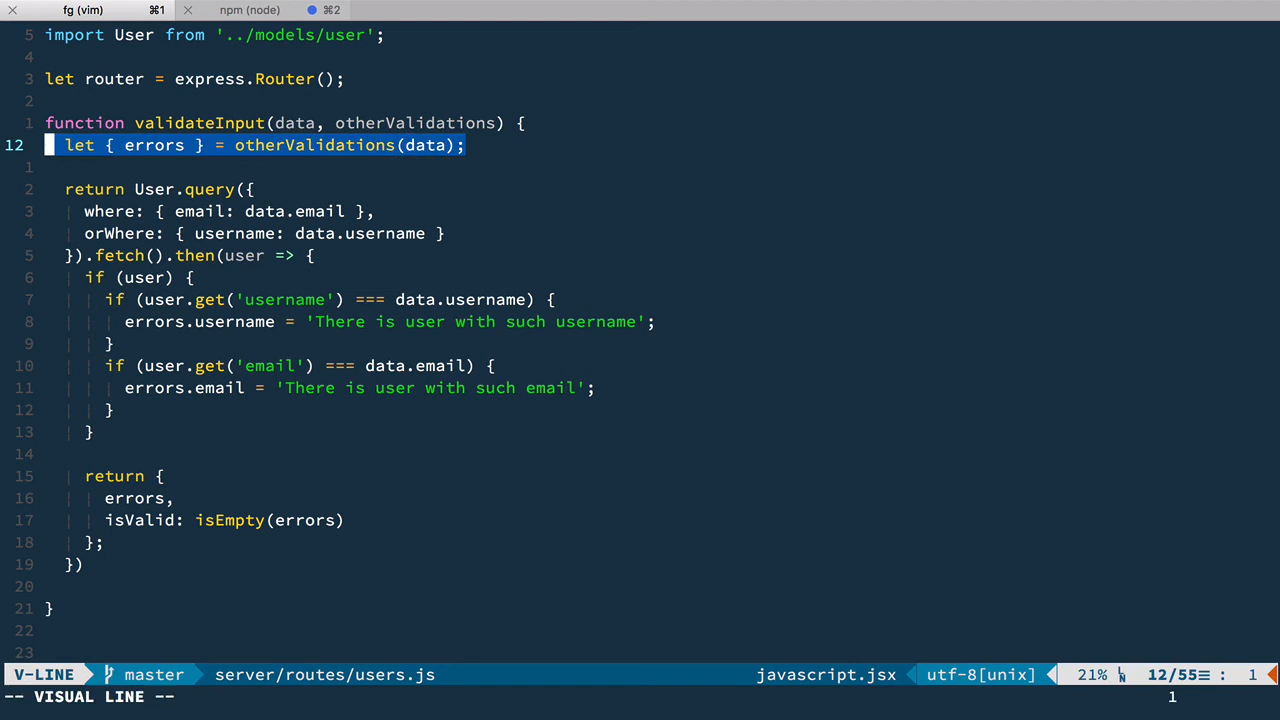 fg (vim) ⌘1 npm (node) ⌘2
5 import User from '../models/user';
4
3 let router = express.Router();
2
1 function validateInput(data, otherValidations) {
12 let { errors } = otherValidations(data);
1
2 return User.query({
3 where: { email: data.email },
4 orWhere: { username: data.username }
5 }).fetch().then(user => {
6 if (user) {
7 if (user.get('username') === data.username) {
8 errors.username = 'There is user with such username';
9 }
10 if (user.get('email') === data.email) {
11 errors.email = 'There is user with such email';
12 }
13 }
14
15 return {
16 errors,
17 isValid: isEmpty(errors)
18 };
19 })
20
21 }
22
23
V-LINE master server/routes/users.js javascript.jsx utf-8[unix] 21% 12/55≡ : 1
-- VISUAL LINE -- 1